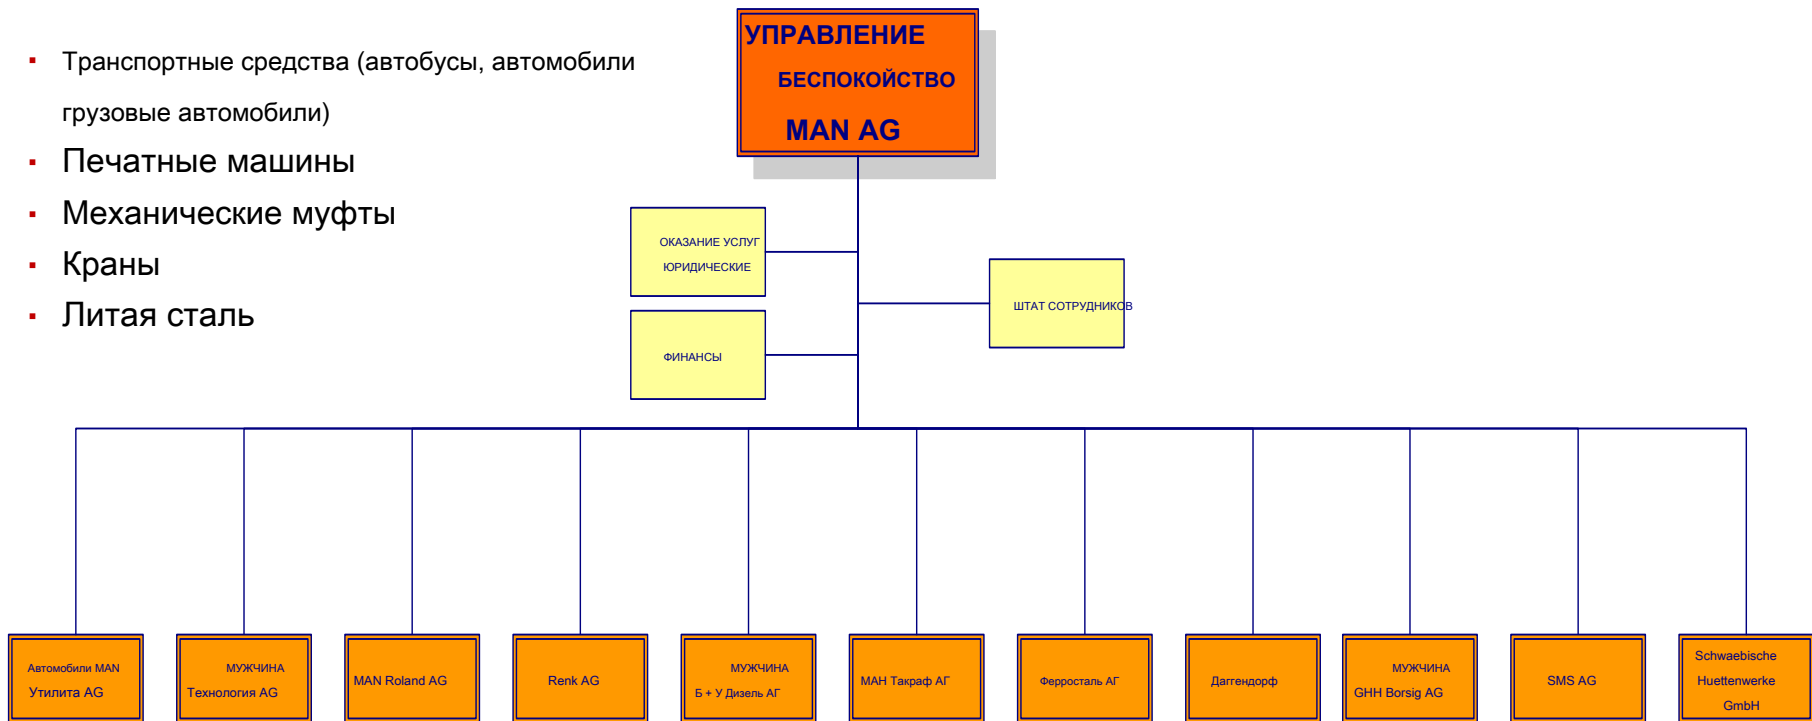 Транспортные средства (автобусы, автомобили
грузовые автомобили)
Печатные машины
Механические муфты
Краны
Литая сталь
УПРАВЛЕНИЕ
БЕСПОКОЙСТВО
MAN AG
ОКАЗАНИЕ УСЛУГ
ЮРИДИЧЕСКИЕ
ШТАТ СОТРУДНИКОВ
ФИНАНСЫ
Автомобили MAN
Утилита AG
МУЖЧИНА
Технология AG
MAN Roland AG
Renk AG
МУЖЧИНА
Б + У Дизель АГ
МАН Такраф АГ
Ферросталь АГ
Даггендорф
МУЖЧИНА
GHH Borsig AG
SMS AG
Schwaebische
Huettenwerke
GmbH